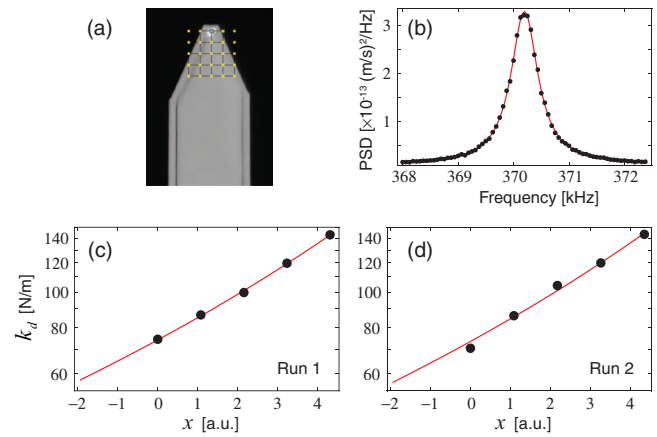 (a)
(b)
PSD [×10⁻¹³ (m/s)²/Hz]
3
2
1
368 369 370 371 372
Frequency [kHz]
(c)
k_d [N/m]
140
120
100
80
60
Run 1
−2 −1 0 1 2 3 4
x [a.u.]
(d)
140
120
100
80
60
Run 2
−2 −1 0 1 2 3 4
x [a.u.]